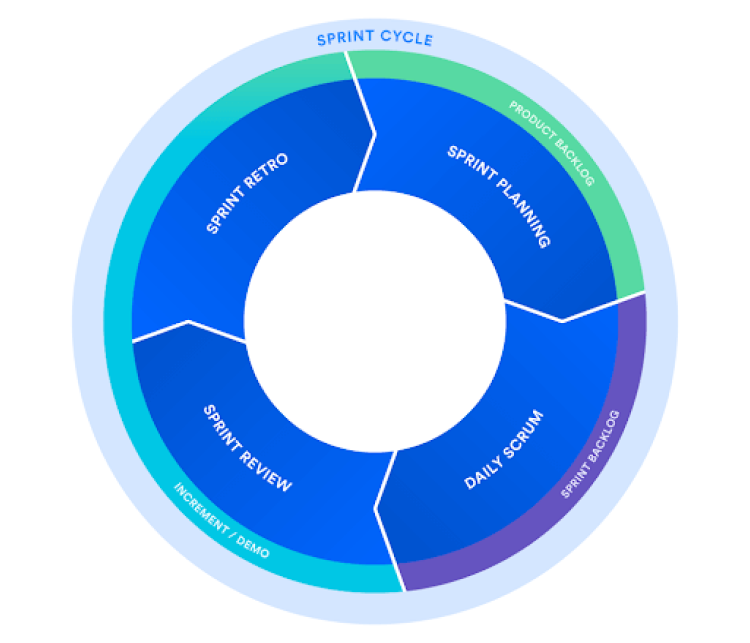 SPRINT CYCLE
PRODUCT BACKLOG
SPRINT PLANNING
SPRINT BACKLOG
DAILY SCRUM
INCREMENT / DEMO
SPRINT REVIEW
SPRINT RETRO